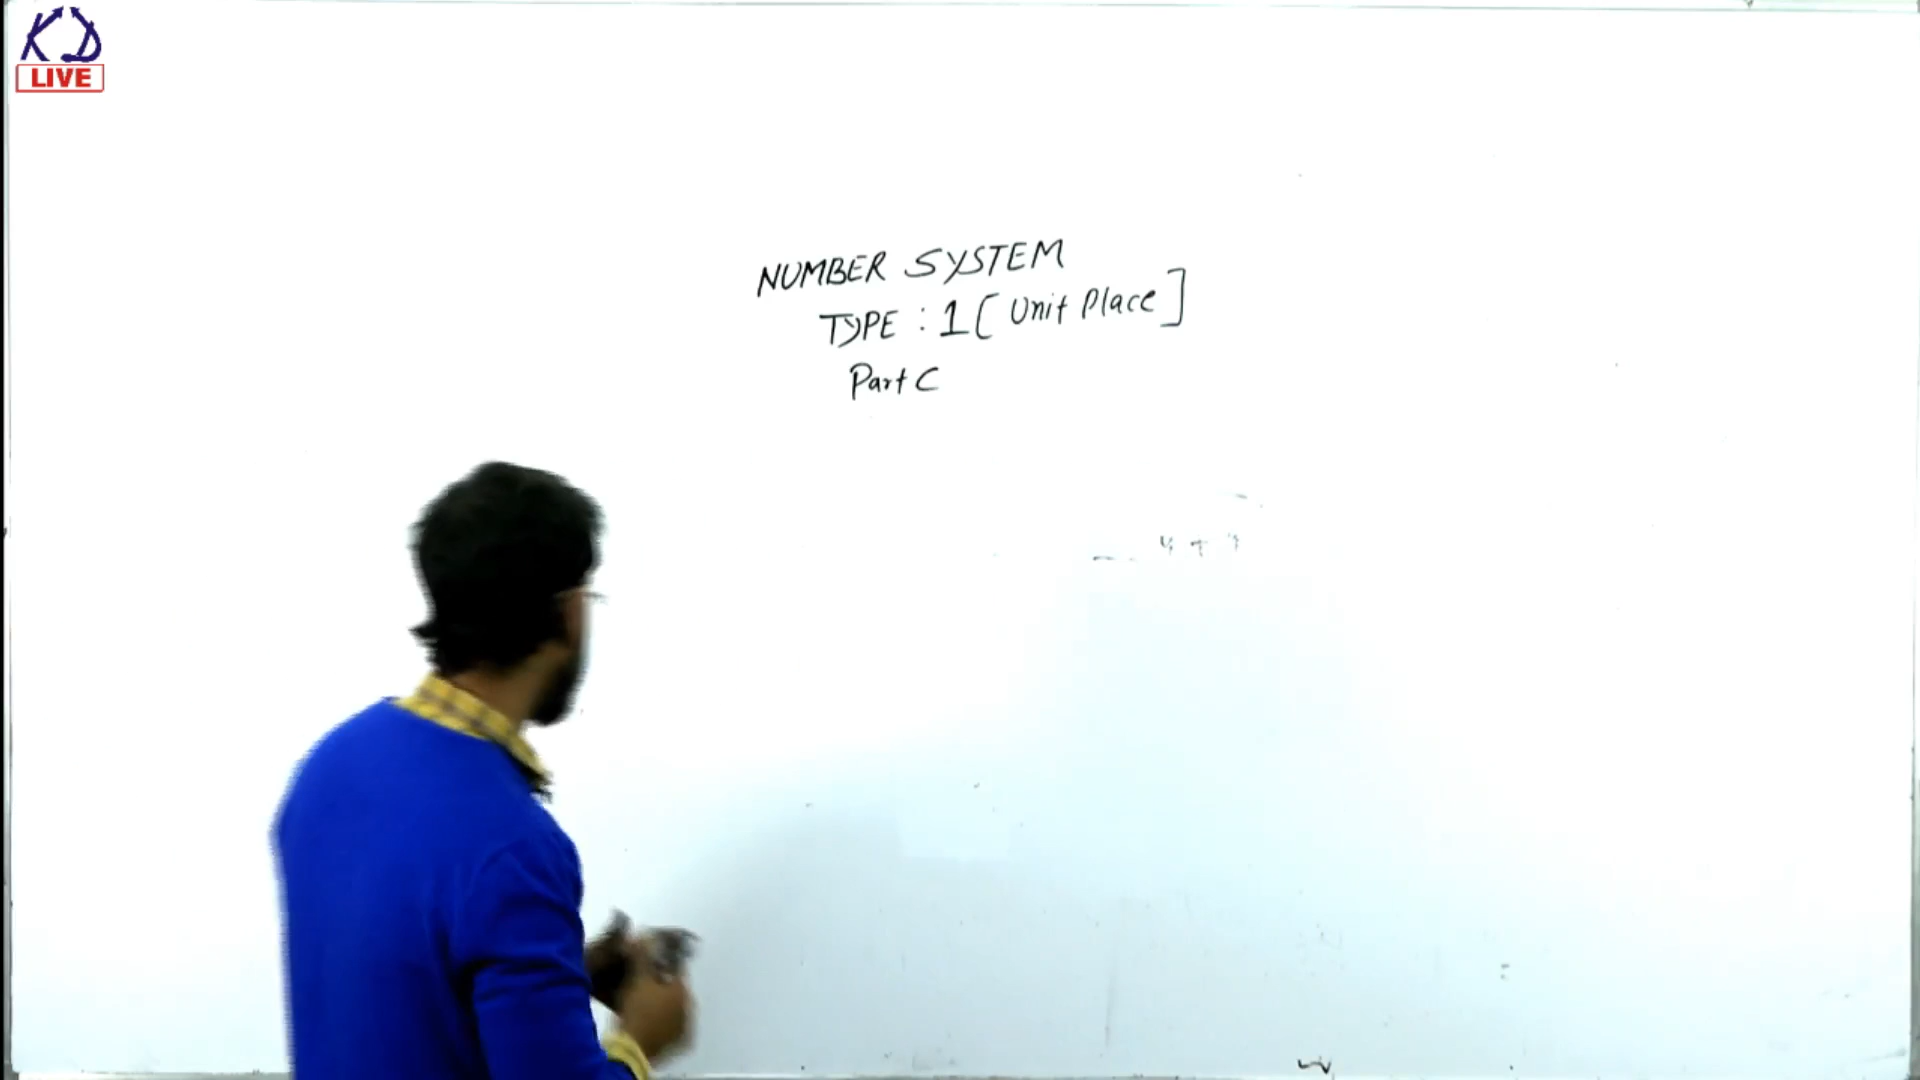 KD
LIVE
NUMBER SYSTEM
TYPE : 1 [ Unit Place ]
Part C